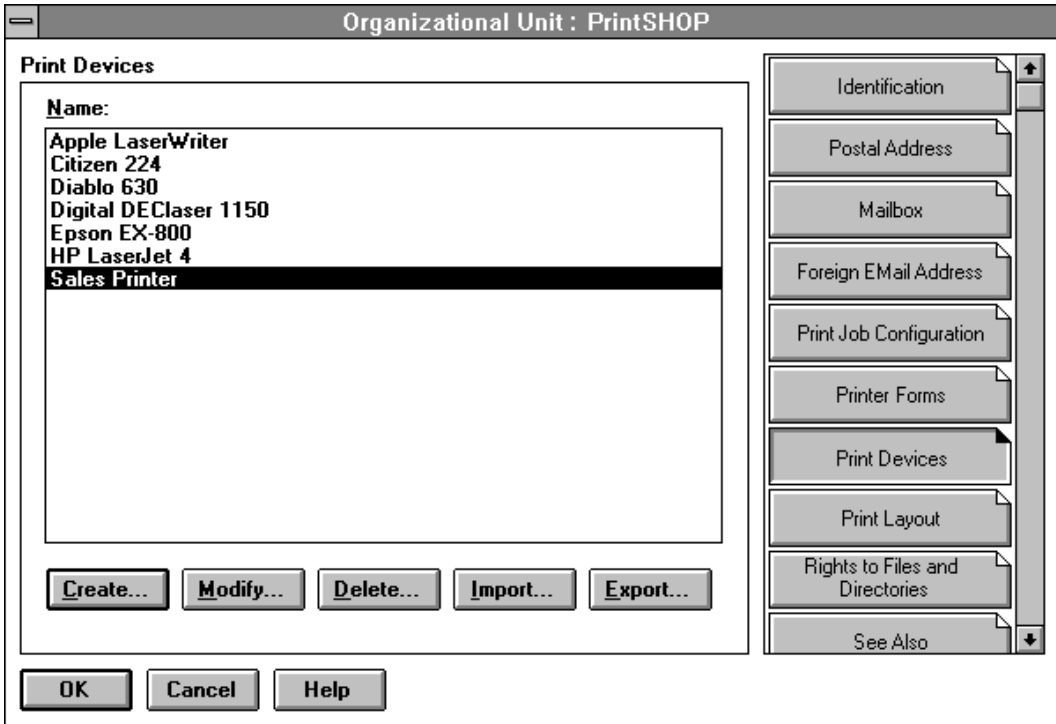 Organizational Unit : PrintSHOP
Print Devices
Name:
Apple LaserWriter
Citizen 224
Diablo 630
Digital DEClaser 1150
Epson EX-800
HP LaserJet 4
Sales Printer
Create...
Modify...
Delete...
Import...
Export...
OK
Cancel
Help
Identification
Postal Address
Mailbox
Foreign EMail Address
Print Job Configuration
Printer Forms
Print Devices
Print Layout
Rights to Files and
Directories
See Also